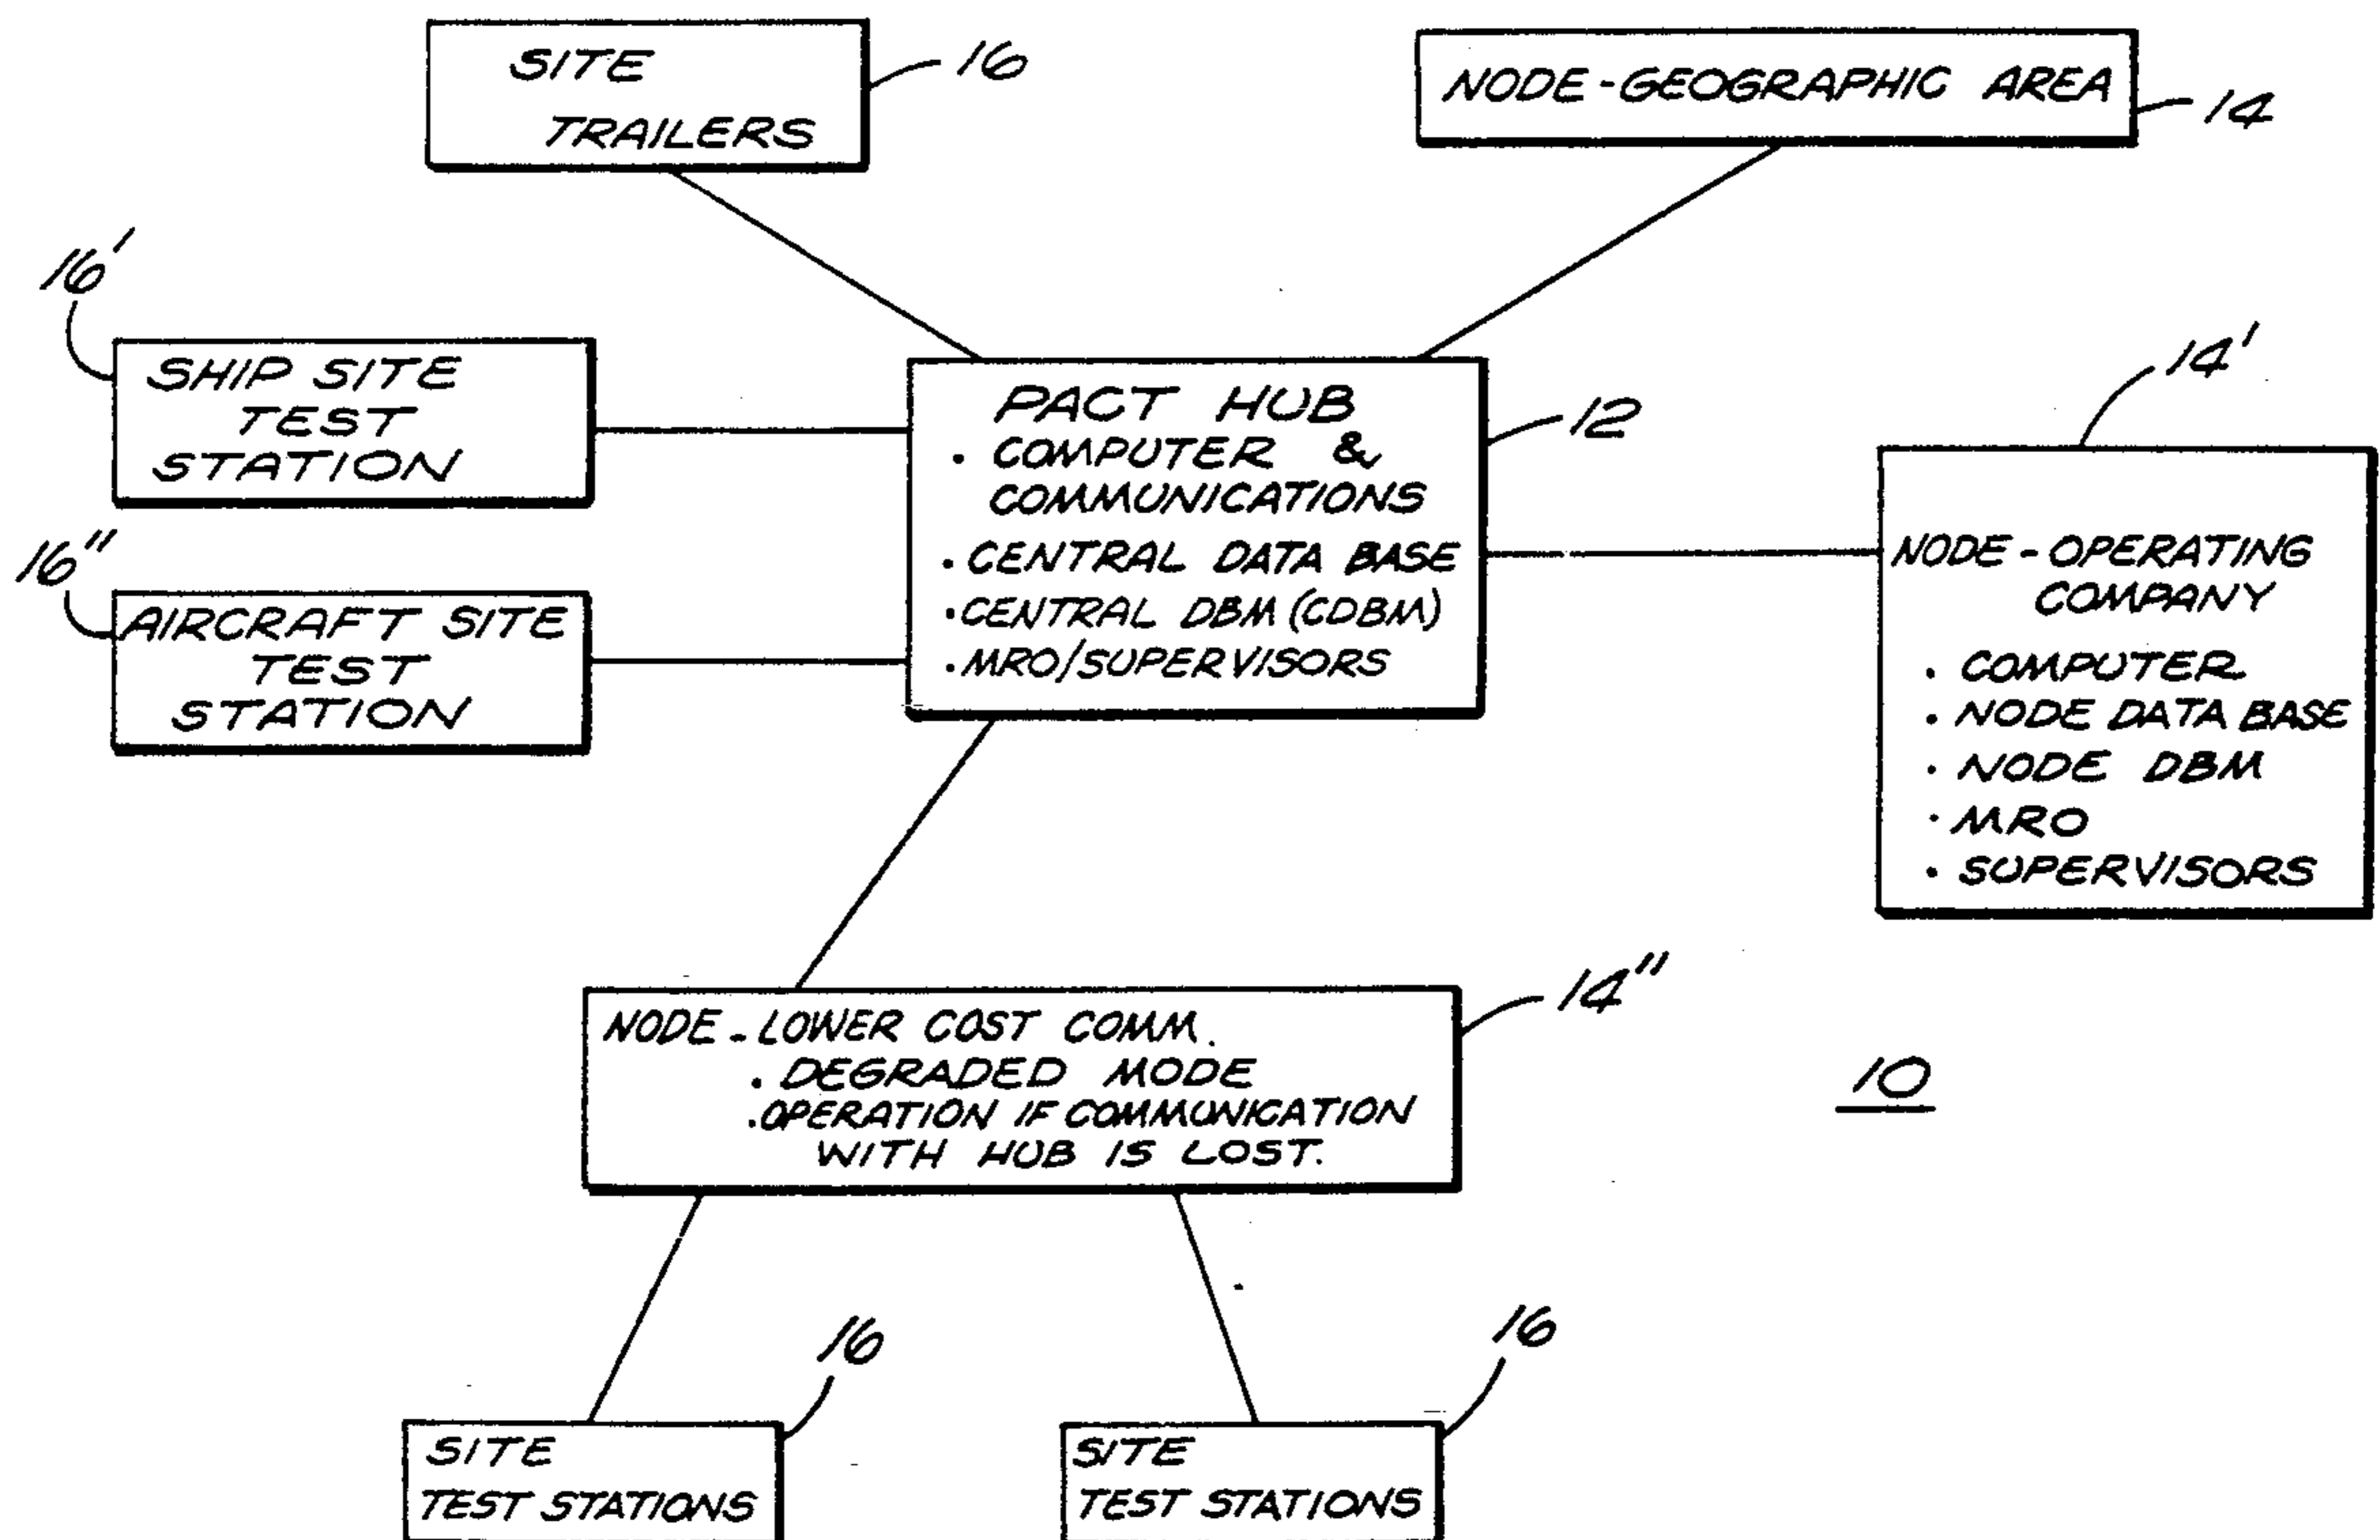 SITE
TRAILERS
16
NODE-GEOGRAPHIC AREA
14
16'
SHIP SITE
TEST
STATION
16"
AIRCRAFT SITE
TEST
STATION
PACT HUB
. COMPUTER &
COMMUNICATIONS
. CENTRAL DATA BASE
. CENTRAL DBM (CDBM)
. MRO/SUPERVISORS
12
14'
NODE - OPERATING
COMPANY
. COMPUTER
. NODE DATA BASE
. NODE DBM
. MRO
. SUPERVISORS
NODE - LOWER COST COMM.
. DEGRADED MODE
. OPERATION IF COMMUNICATION
WITH HUB IS LOST.
14"
10
SITE
TEST STATIONS
16
SITE
TEST STATIONS
16